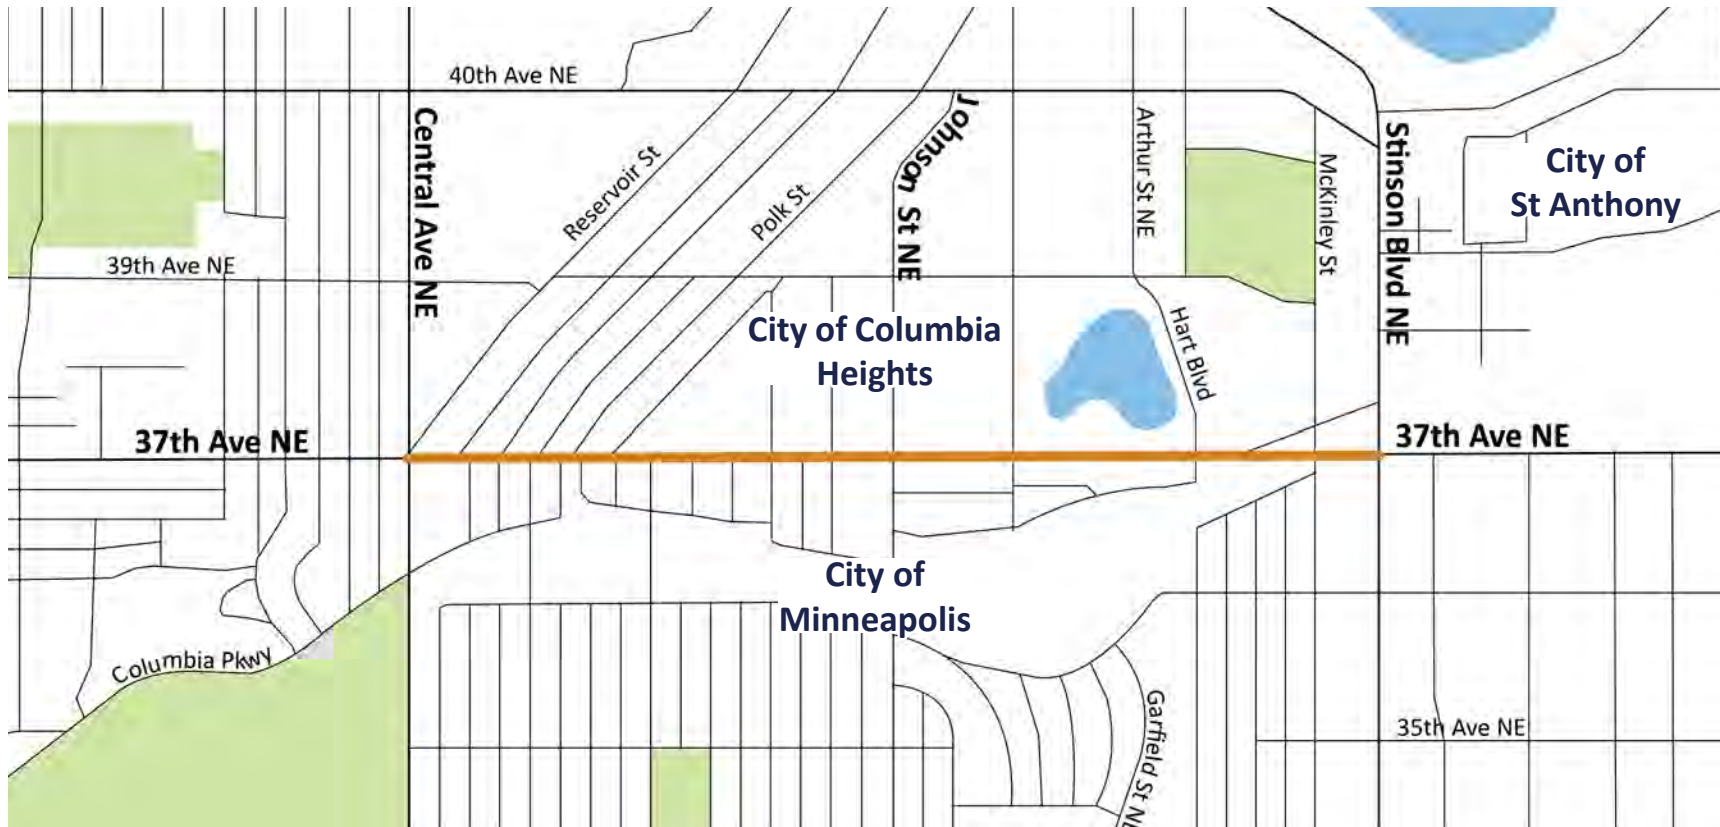 40th Ave NE
Central Ave NE
Reservoir St
Polk St
Johnson St NE
Arthur St NE
McKinley St
Stinson Blvd NE
City of
St Anthony
39th Ave NE
City of Columbia
Heights
Hart Blvd
37th Ave NE
37th Ave NE
City of
Minneapolis
Columbia Pkwy
Garfield St NE
35th Ave NE